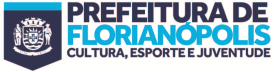 PREFEITURA DE
FLORIANÓPOLIS
CULTURA, ESPORTE E JUVENTUDE